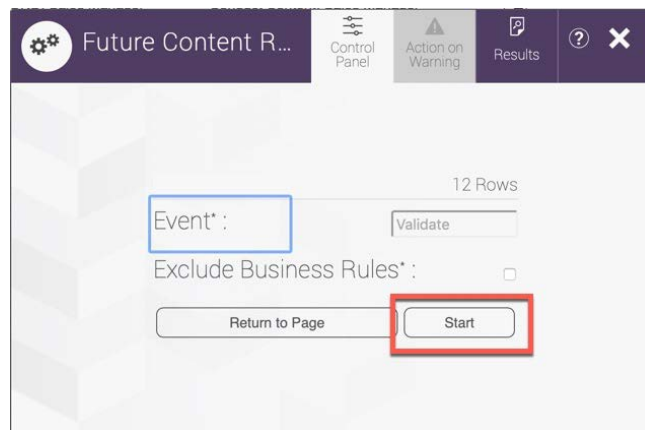 Future Content R...
Control
Panel
Action on
Warning
Results
?
12 Rows
Event* :
Validate
Exclude Business Rules* :
Return to Page
Start